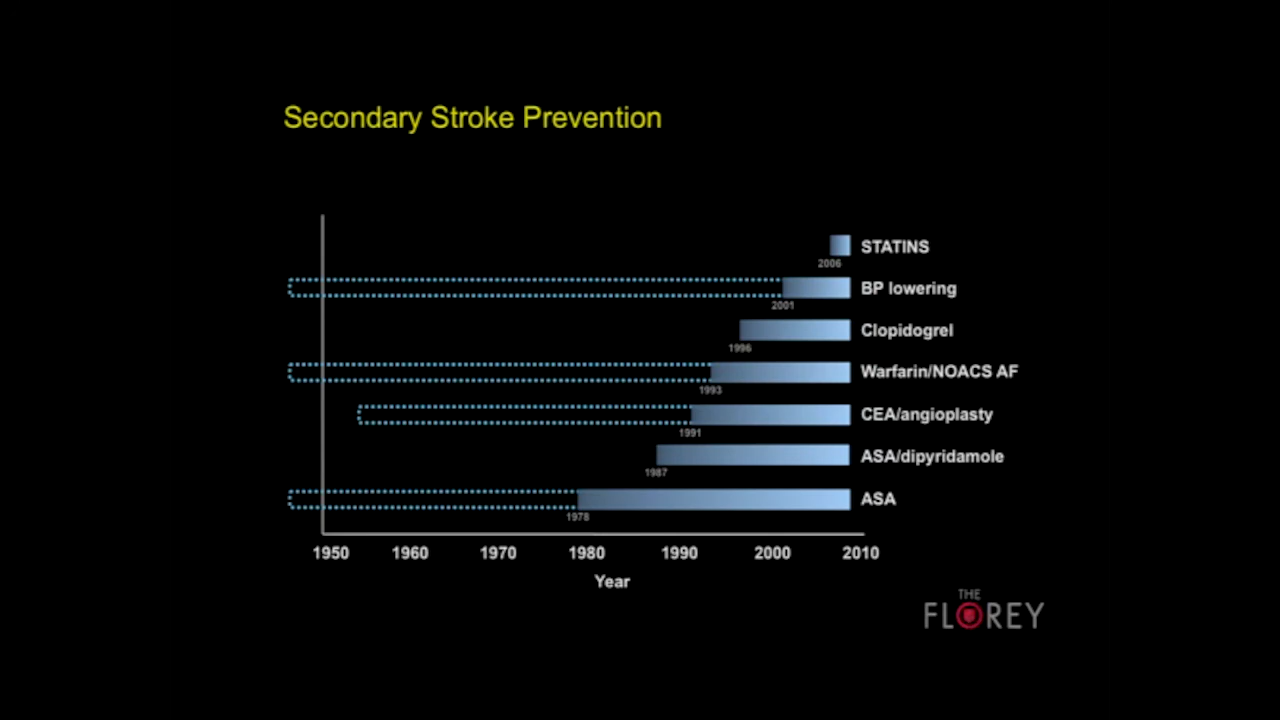 Secondary Stroke Prevention
STATINS
2006
BP lowering
2001
Clopidogrel
1996
Warfarin/NOACS AF
1993
CEA/angioplasty
1991
ASA/dipyridamole
1987
ASA
1978
1950 1960 1970 1980 1990 2000 2010
Year
THE
FLOREY